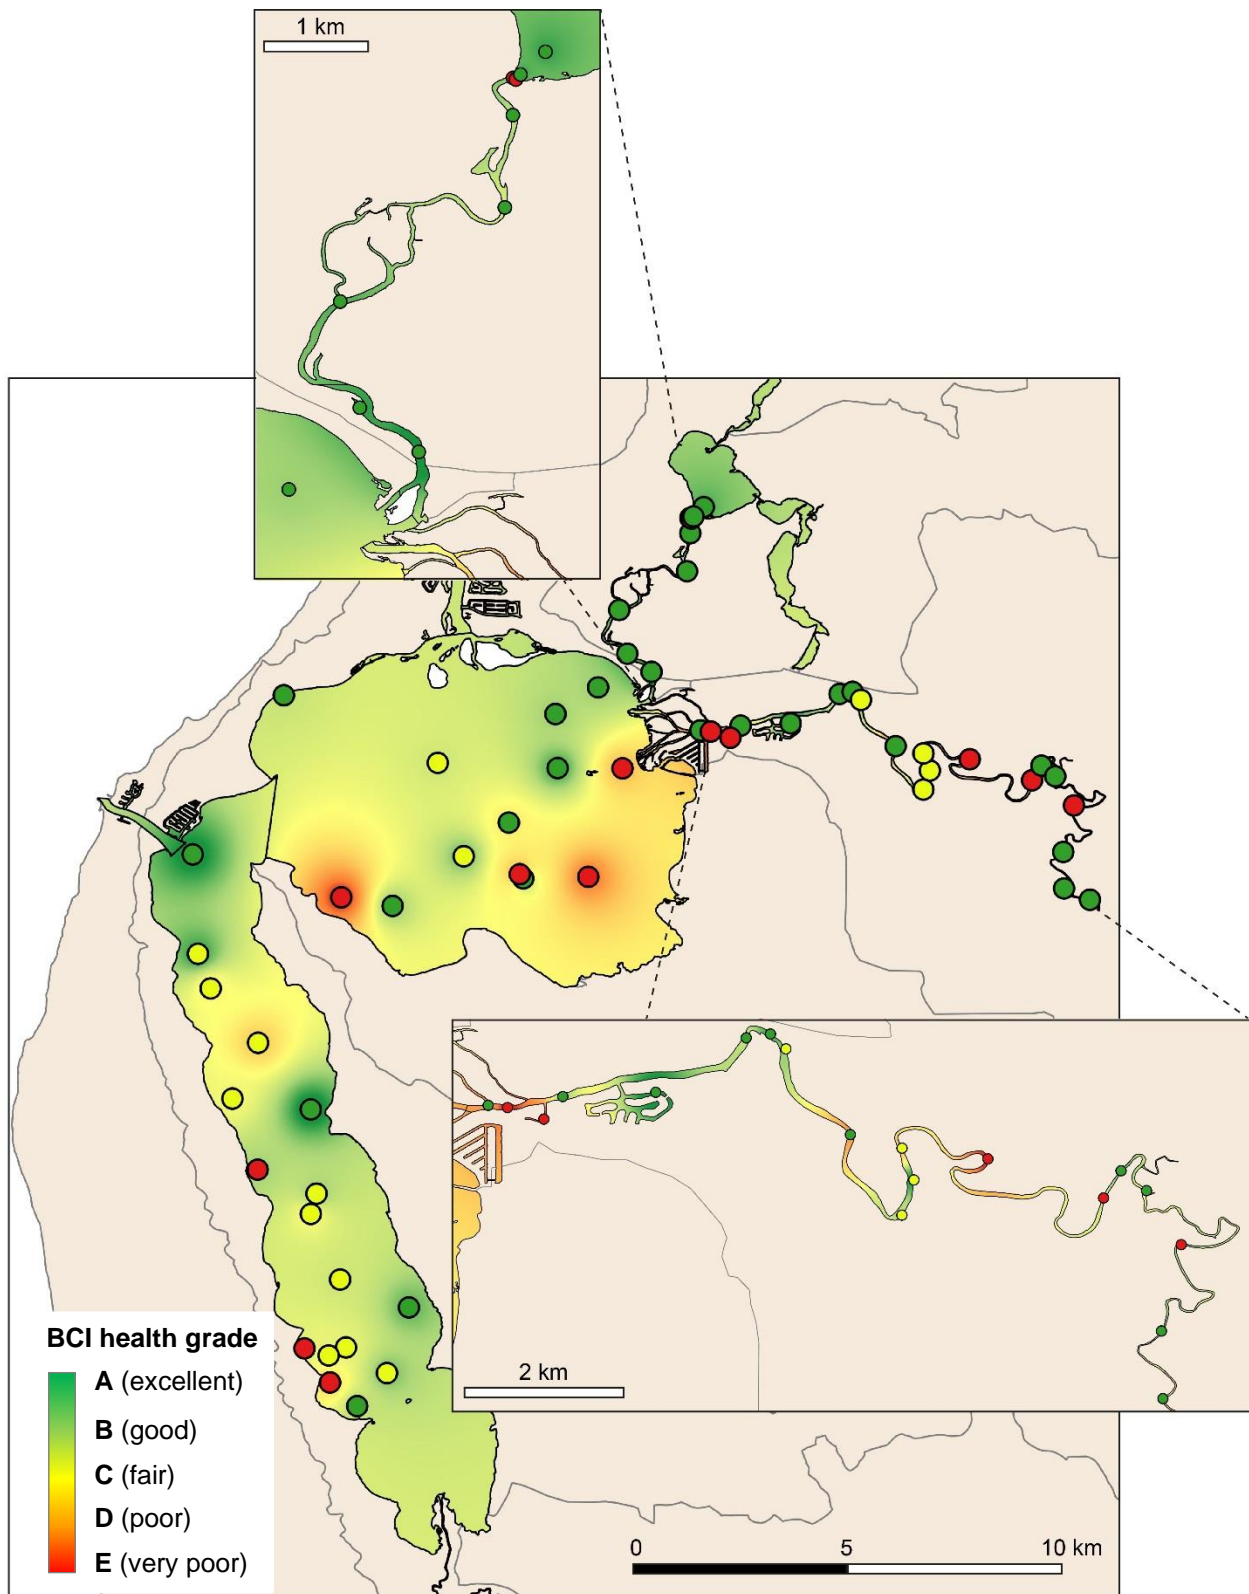 1 km
BCI health grade
A (excellent)
B (good)
C (fair)
D (poor)
E (very poor)
2 km
0 5 10 km